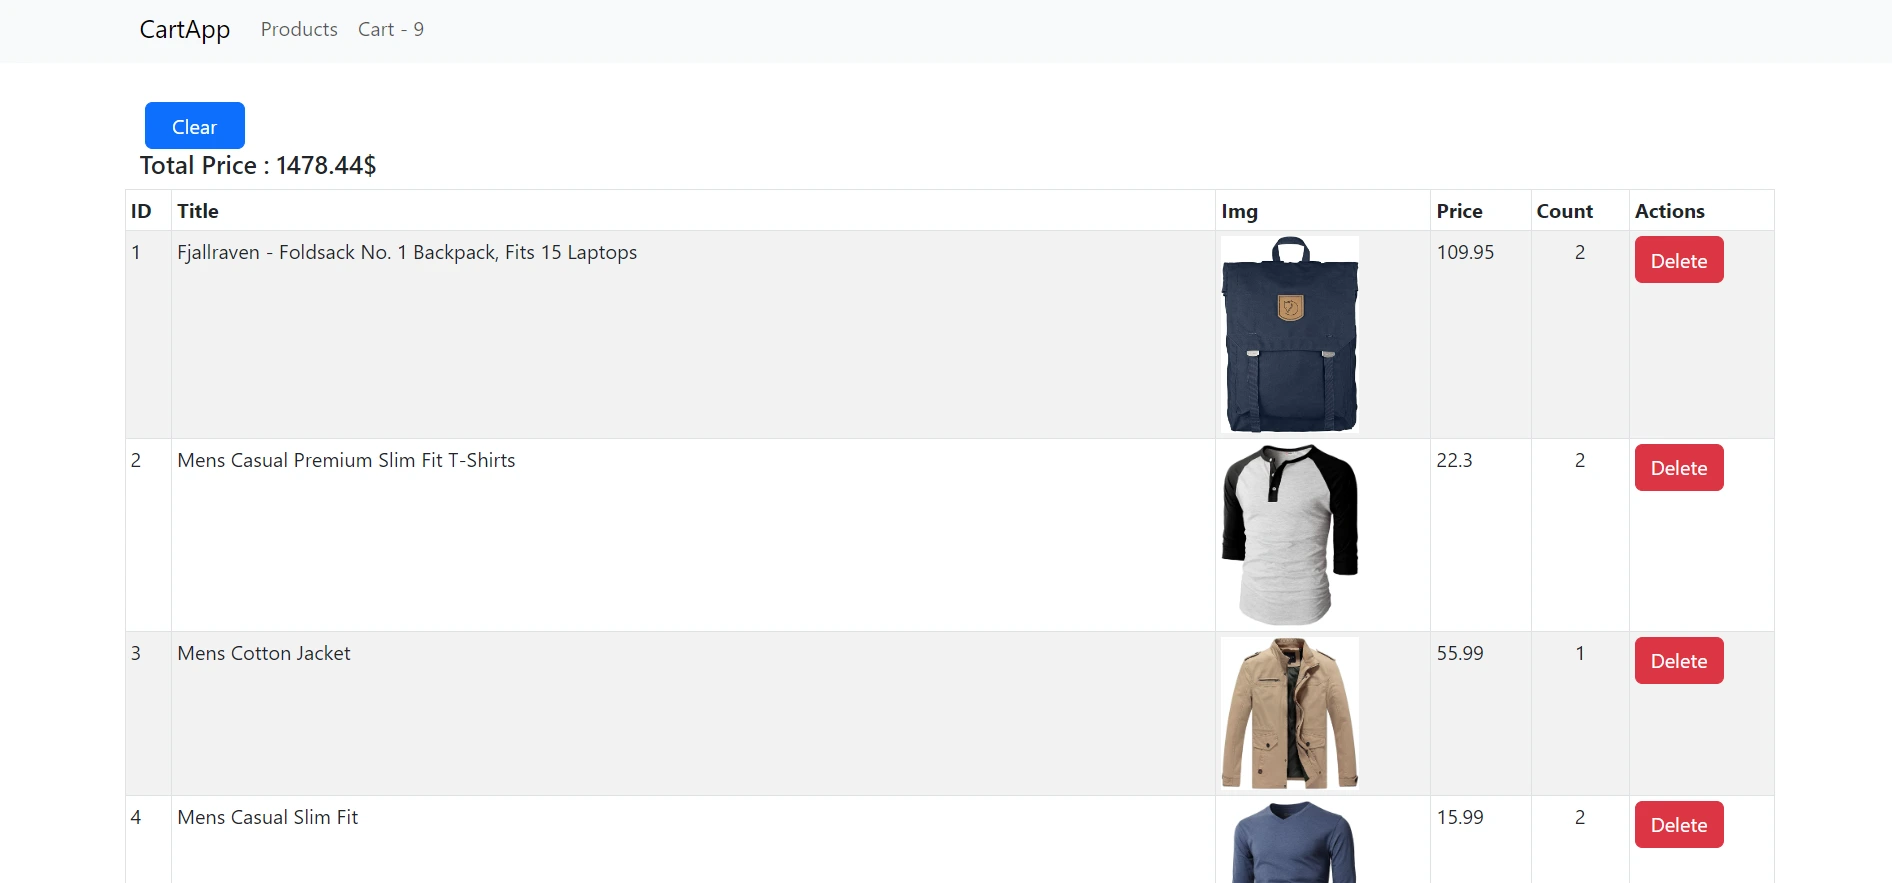 CartApp Products Cart - 9
Clear
Total Price : 1478.44$
ID Title Img Price Count Actions
1 Fjallraven - Foldsack No. 1 Backpack, Fits 15 Laptops 109.95 2 Delete
2 Mens Casual Premium Slim Fit T-Shirts 22.3 2 Delete
3 Mens Cotton Jacket 55.99 1 Delete
4 Mens Casual Slim Fit 15.99 2 Delete